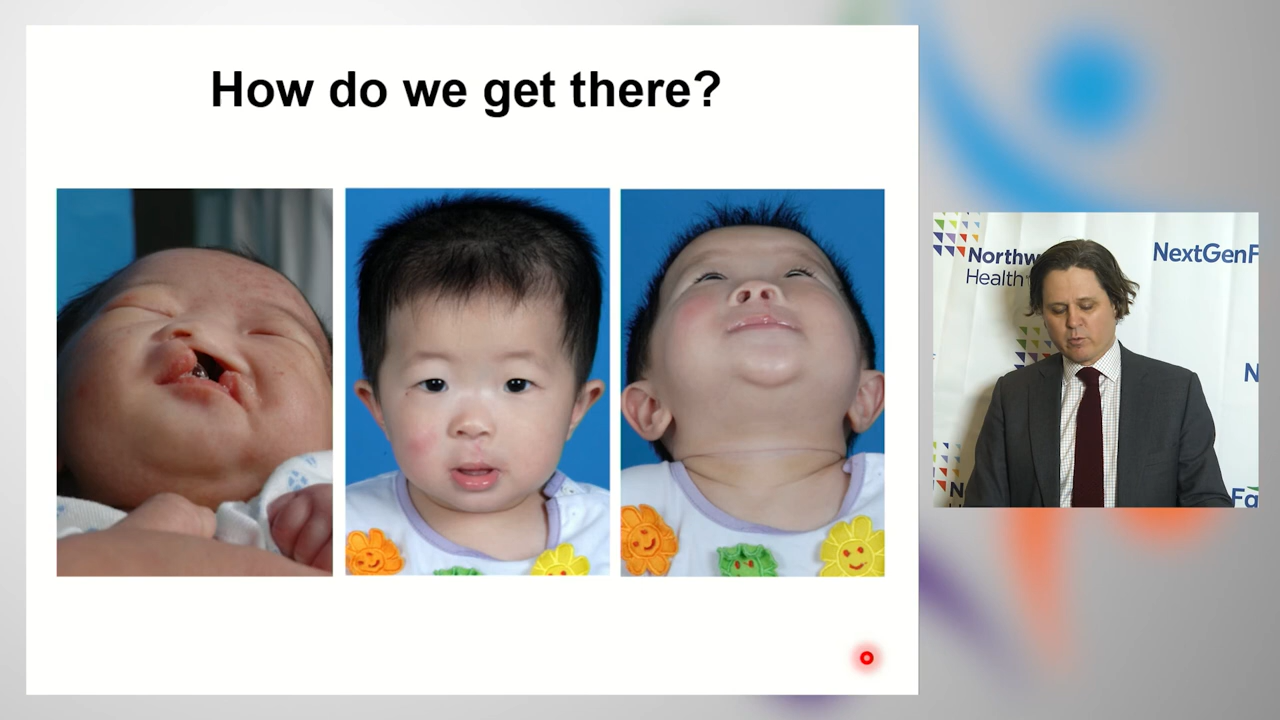 How do we get there?
Northw
Health
NextGenF
N
N
Fa